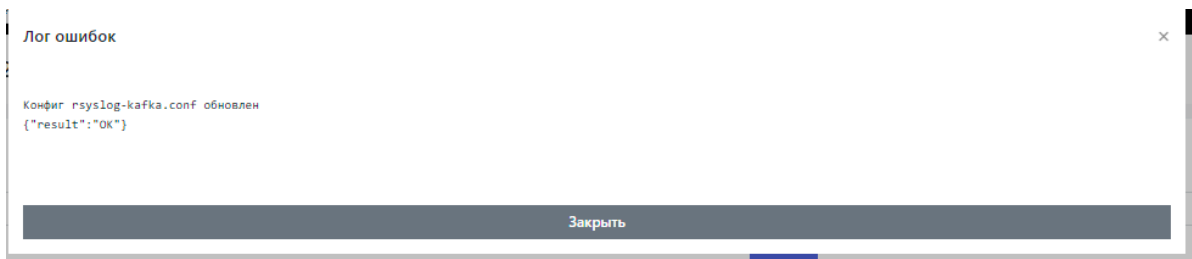 Лог ошибок
×
Конфиг rsyslog-kafka.conf обновлен
{"result":"OK"}
Закрыть